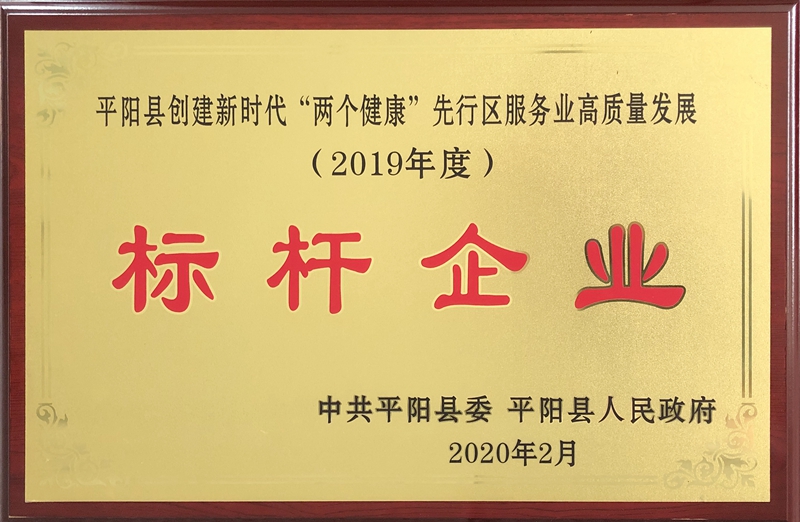 平阳县创建新时代“两个健康”先行区服务业高质量发展
（2019年度）
标杆企业
中共平阳县委 平阳县人民政府
2020年2月